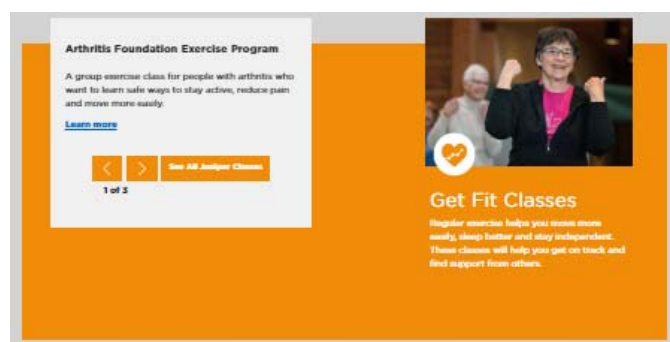 Arthritis Foundation Exercise Program
A group exercise class for people with arthritis who
want to learn safe ways to stay active, reduce pain
and move more easily.
Learn more
See All Juniper Classes
1 of 3
Get Fit Classes
Regular exercise helps you move more
easily, sleep better and stay independent.
These classes will help you get on track and
find support from others.